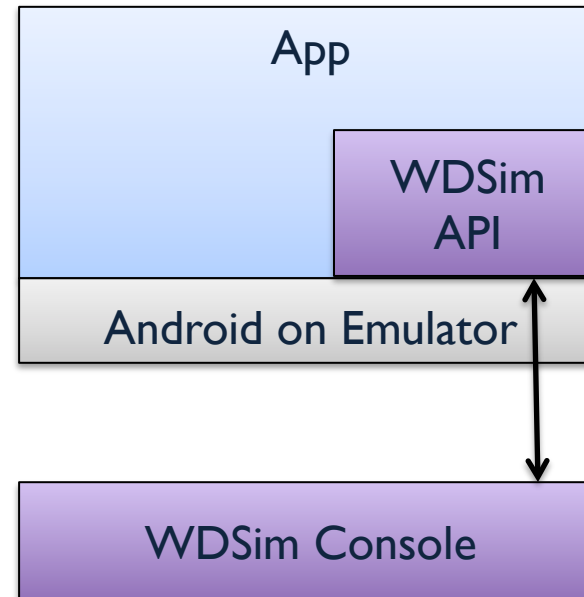 App
WDSim
API
Android on Emulator
WDSim Console